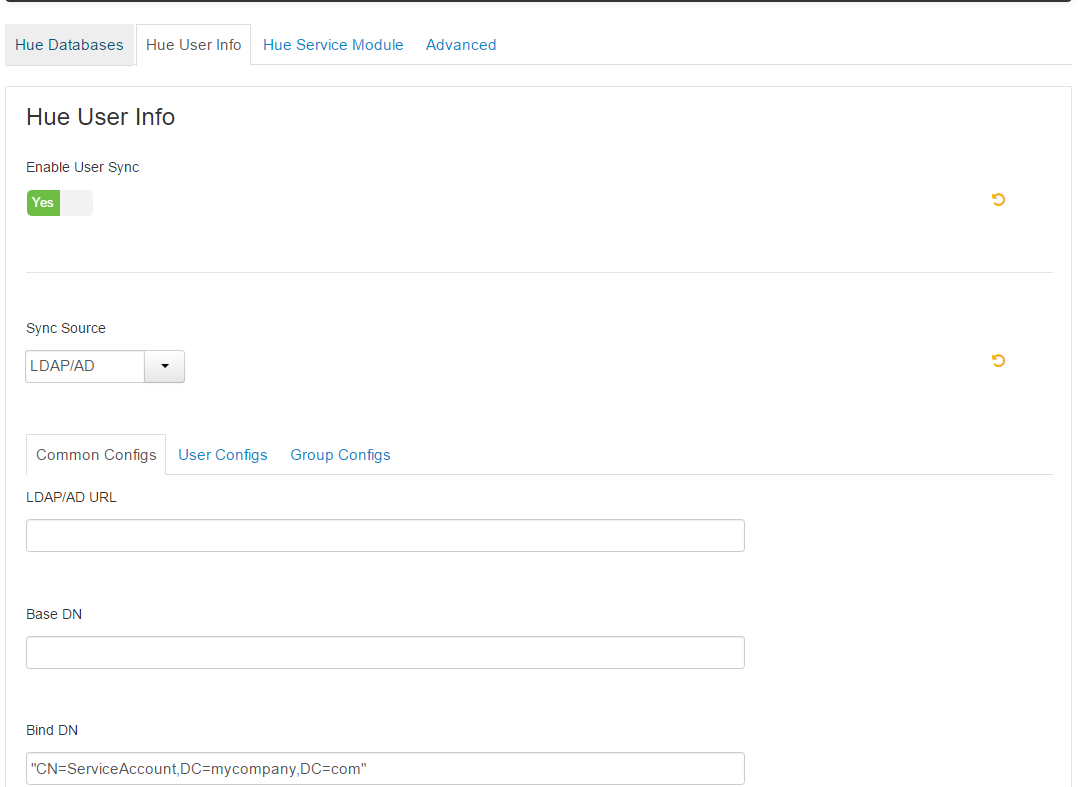 Hue Databases Hue User Info Hue Service Module Advanced
Hue User Info
Enable User Sync
Yes
Sync Source
LDAP/AD
Common Configs User Configs Group Configs
LDAP/AD URL
Base DN
Bind DN
"CN=ServiceAccount,DC=mycompany,DC=com"